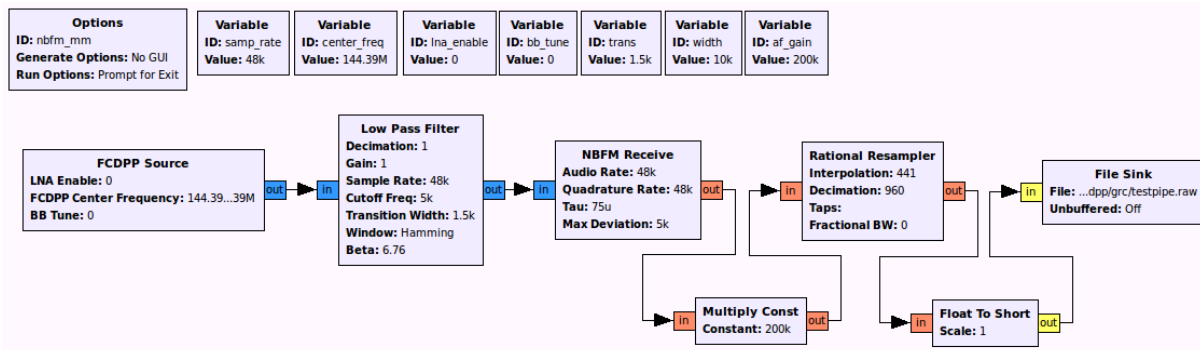 Options
ID: nbfm_mm
Generate Options: No GUI
Run Options: Prompt for Exit
Variable
ID: samp_rate
Value: 48k
Variable
ID: center_freq
Value: 144.39M
Variable
ID: lna_enable
Value: 0
Variable
ID: bb_tune
Value: 0
Variable
ID: trans
Value: 1.5k
Variable
ID: width
Value: 10k
Variable
ID: af_gain
Value: 200k
FCDPP Source
LNA Enable: 0
FCDPP Center Frequency: 144.39...39M
BB Tune: 0
out
in
Low Pass Filter
Decimation: 1
Gain: 1
Sample Rate: 48k
Cutoff Freq: 5k
Transition Width: 1.5k
Window: Hamming
Beta: 6.76
out
in
NBFM Receive
Audio Rate: 48k
Quadrature Rate: 48k
Tau: 75u
Max Deviation: 5k
out
in
Multiply Const
Constant: 200k
out
in
Rational Resampler
Interpolation: 441
Decimation: 960
Taps:
Fractional BW: 0
out
in
Float To Short
Scale: 1
out
in
File Sink
File: ...dpp/grc/testpipe.raw
Unbuffered: Off